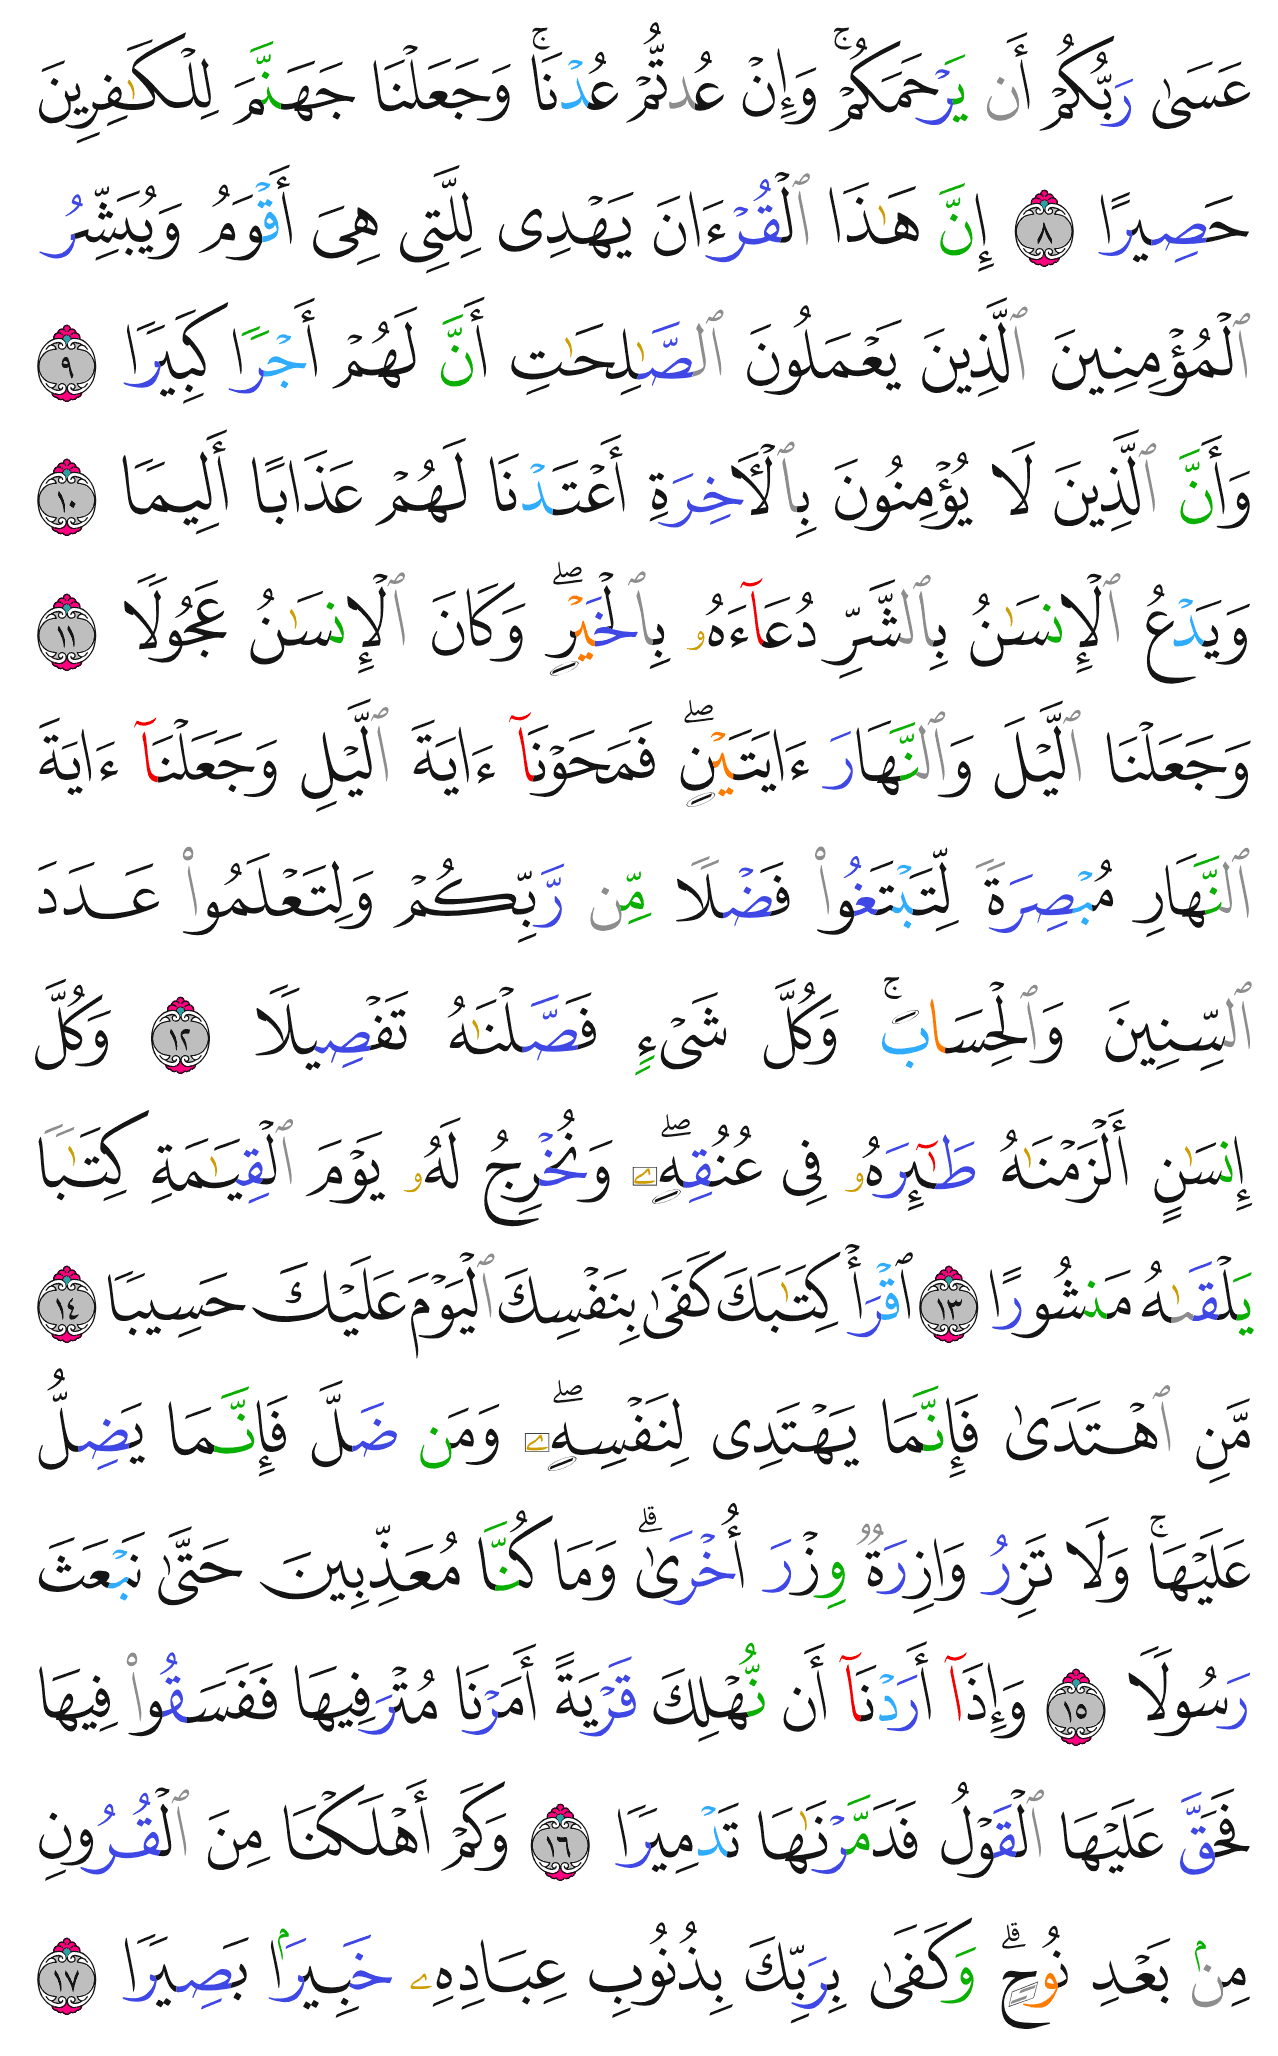 عَسَىٰ رَبُّكُمْ أَن يَرْحَمَكُمْ ۚ وَإِنْ عُدتُّمْ عُدْنَا ۚ وَجَعَلْنَا جَهَنَّمَ لِلْكَـٰفِرِينَ
حَصِيرًا ٨ إِنَّ هَـٰذَا ٱلْقُرْءَانَ يَهْدِى لِلَّتِى هِىَ أَقْوَمُ وَيُبَشِّرُ
ٱلْمُؤْمِنِينَ ٱلَّذِينَ يَعْمَلُونَ ٱلصَّـٰلِحَـٰتِ أَنَّ لَهُمْ أَجْرًا كَبِيرًا ٩
وَأَنَّ ٱلَّذِينَ لَا يُؤْمِنُونَ بِٱلْـَٔاخِرَةِ أَعْتَدْنَا لَهُمْ عَذَابًا أَلِيمًا ١٠
وَيَدْعُ ٱلْإِنسَـٰنُ بِٱلشَّرِّ دُعَآءَهُۥ بِٱلْخَيْرِ ۖ وَكَانَ ٱلْإِنسَـٰنُ عَجُولًا ١١
وَجَعَلْنَا ٱلَّيْلَ وَٱلنَّهَارَ ءَايَتَيْنِ ۖ فَمَحَوْنَآ ءَايَةَ ٱلَّيْلِ وَجَعَلْنَآ ءَايَةَ
ٱلنَّهَارِ مُبْصِرَةً لِّتَبْتَغُوا۟ فَضْلًا مِّن رَّبِّكُمْ وَلِتَعْلَمُوا۟ عَدَدَ
ٱلسِّنِينَ وَٱلْحِسَابَ ۚ وَكُلَّ شَىْءٍ فَصَّلْنَـٰهُ تَفْصِيلًا ١٢ وَكُلَّ
إِنسَـٰنٍ أَلْزَمْنَـٰهُ طَـٰٓئِرَهُۥ فِى عُنُقِهِۦ ۖ وَنُخْرِجُ لَهُۥ يَوْمَ ٱلْقِيَـٰمَةِ كِتَـٰبًا
يَلْقَىٰهُ مَنشُورًا ١٣ ٱقْرَأْ كِتَـٰبَكَ كَفَىٰ بِنَفْسِكَ ٱلْيَوْمَ عَلَيْكَ حَسِيبًا ١٤
مَّنِ ٱهْتَدَىٰ فَإِنَّمَا يَهْتَدِى لِنَفْسِهِۦ ۖ وَمَن ضَلَّ فَإِنَّمَا يَضِلُّ
عَلَيْهَا ۚ وَلَا تَزِرُ وَازِرَةٌ وِزْرَ أُخْرَىٰ ۗ وَمَا كُنَّا مُعَذِّبِينَ حَتَّىٰ نَبْعَثَ
رَسُولًا ١٥ وَإِذَآ أَرَدْنَآ أَن نُّهْلِكَ قَرْيَةً أَمَرْنَا مُتْرَفِيهَا فَفَسَقُوا۟ فِيهَا
فَحَقَّ عَلَيْهَا ٱلْقَوْلُ فَدَمَّرْنَـٰهَا تَدْمِيرًا ١٦ وَكَمْ أَهْلَكْنَا مِنَ ٱلْقُرُونِ
مِنۢ بَعْدِ نُوحٍ ۗ وَكَفَىٰ بِرَبِّكَ بِذُنُوبِ عِبَادِهِۦ خَبِيرًۢا بَصِيرًا ١٧